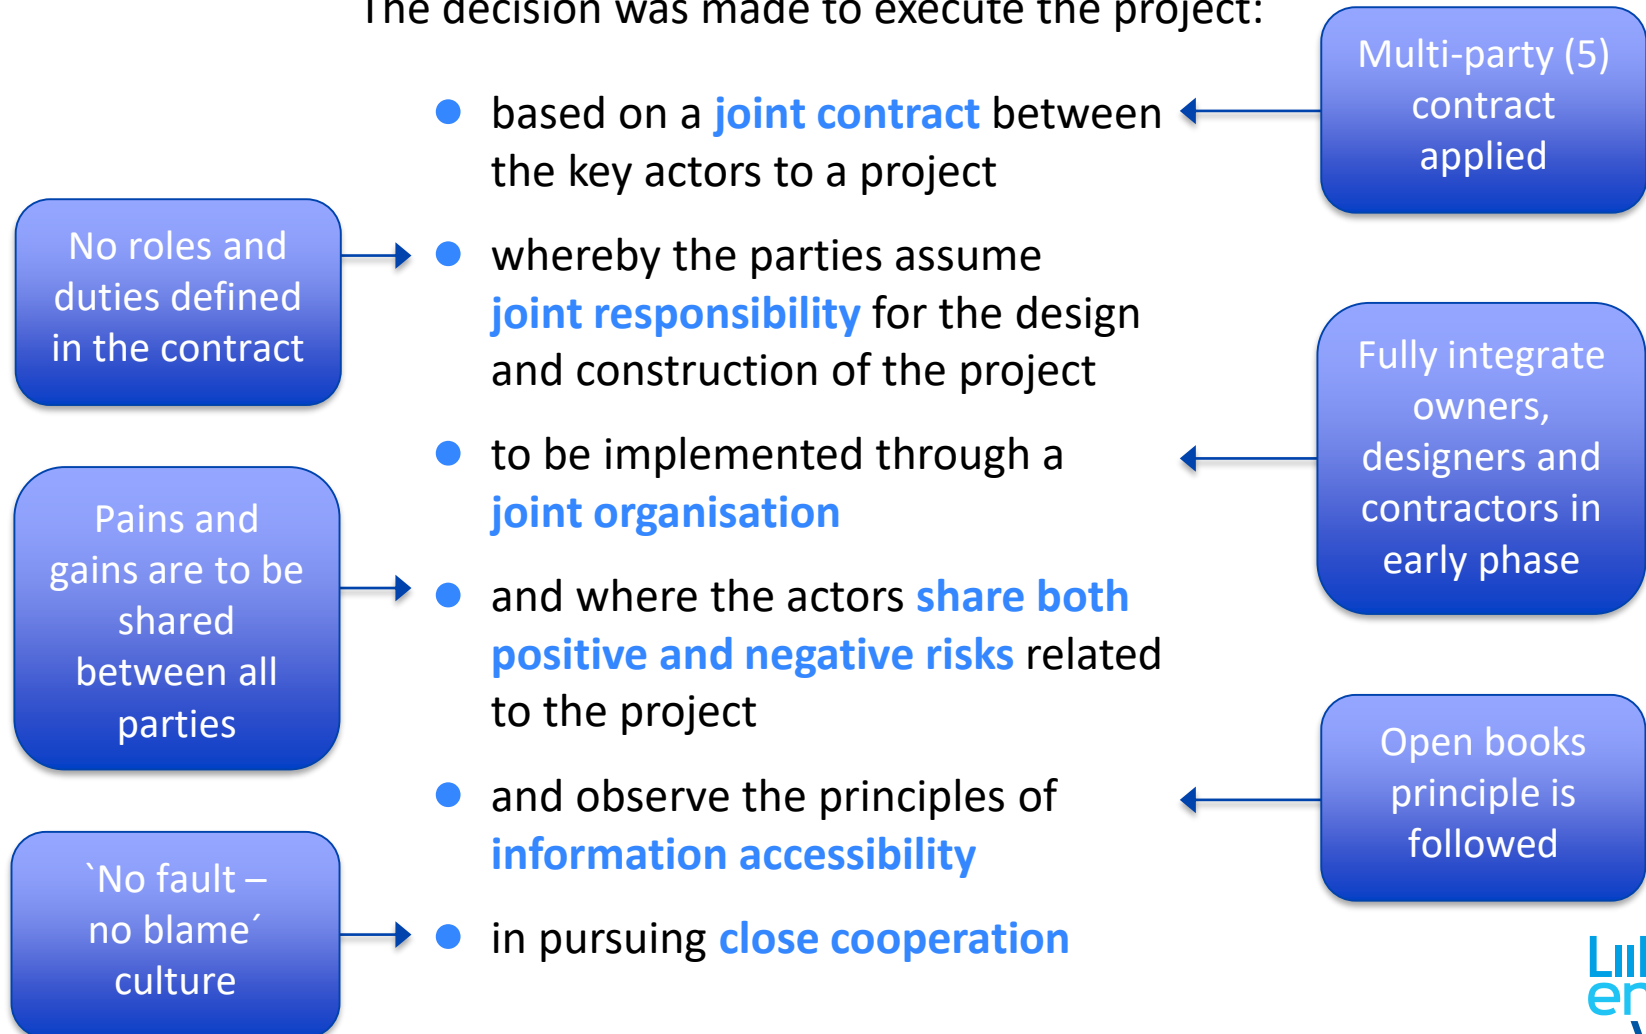 The decision was made to execute the project:
Multi-party (5)
contract
applied
● based on a joint contract between
the key actors to a project
No roles and
duties defined
in the contract
● whereby the parties assume
joint responsibility for the design
and construction of the project
Fully integrate
owners,
designers and
contractors in
early phase
● to be implemented through a
joint organisation
Pains and
gains are to be
shared
between all
parties
● and where the actors share both
positive and negative risks related
to the project
Open books
principle is
followed
● and observe the principles of
information accessibility
`No fault –
no blame´
culture
● in pursuing close cooperation